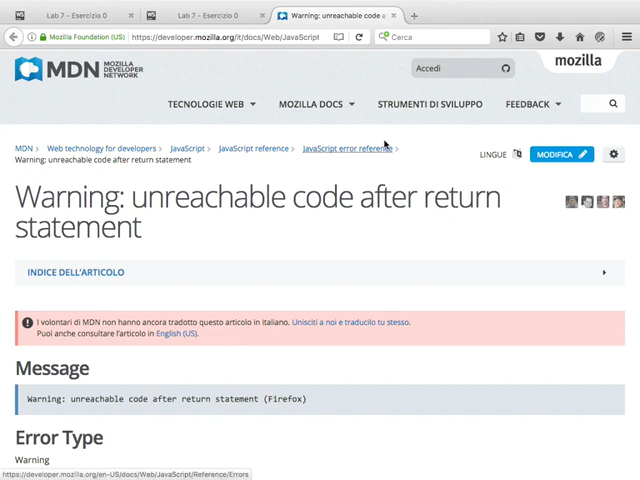 Lab 7 - Esercizio 0
Lab 7 - Esercizio 0
Warning: unreachable code a
Mozilla Foundation (US)
https://developer.mozilla.org/it/docs/Web/JavaScript
Cerca
MDN MOZILLA DEVELOPER NETWORK
Accedi
mozilla
TECNOLOGIE WEB
MOZILLA DOCS
STRUMENTI DI SVILUPPO
FEEDBACK
MDN
Web technology for developers
JavaScript
JavaScript reference
JavaScript error reference
Warning: unreachable code after return statement
LINGUE
MODIFICA
Warning: unreachable code after return
statement
INDICE DELL'ARTICOLO
I volontari di MDN non hanno ancora tradotto questo articolo in Italiano. Unisciti a noi e traducilo tu stesso.
Puoi anche consultare l'articolo in English (US).
Message
Warning: unreachable code after return statement (Firefox)
Error Type
Warning
https://developer.mozilla.org/en-US/docs/Web/JavaScript/Reference/Errors